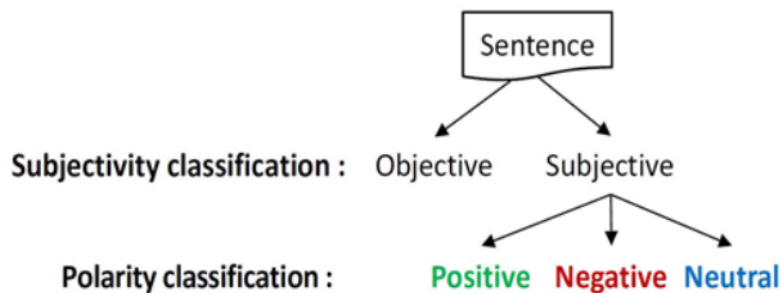 Sentence
Subjectivity classification : Objective Subjective
Polarity classification : Positive Negative Neutral